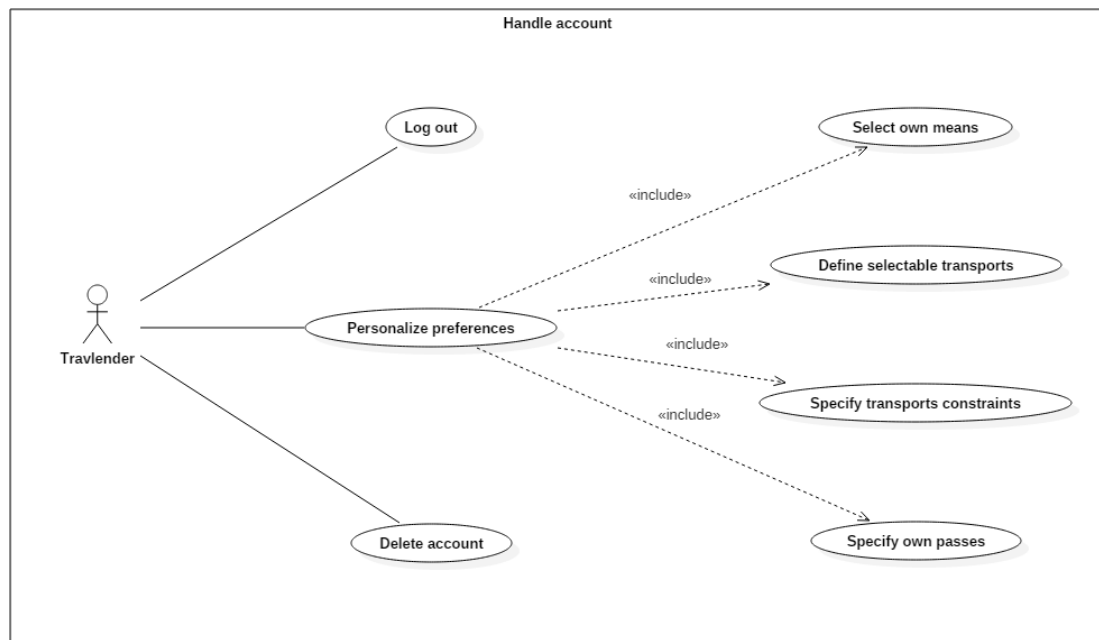 Handle account
Log out
Select own means
«include»
Define selectable transports
«include»
Travlender
Personalize preferences
«include»
Specify transports constraints
«include»
Delete account
Specify own passes